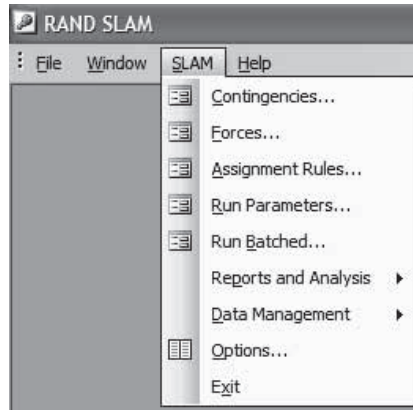 RAND SLAM
File Window SLAM Help
Contingencies...
Forces...
Assignment Rules...
Run Parameters...
Run Batched...
Reports and Analysis
Data Management
Options...
Exit